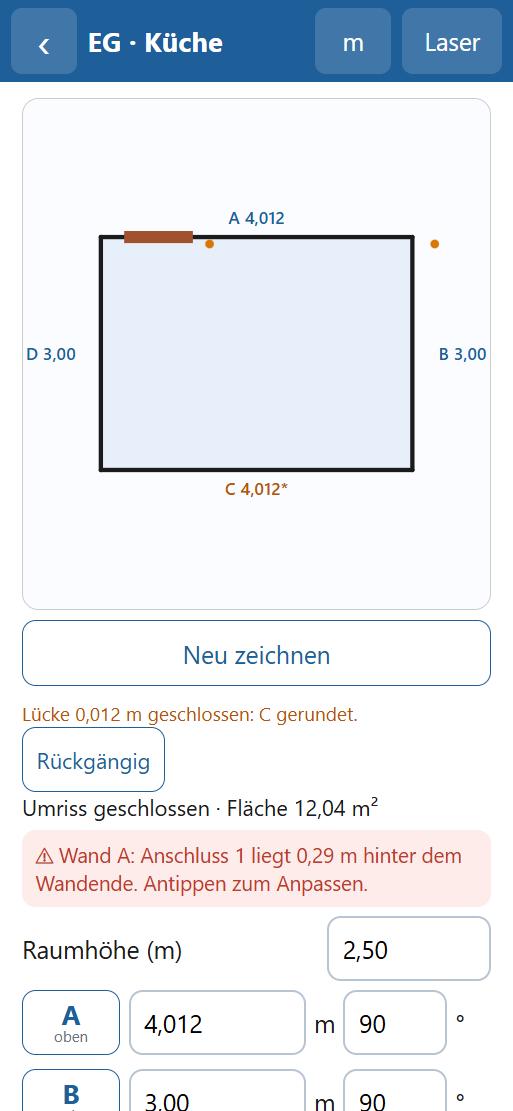 ‹ EG · Küche m Laser
A 4,012
D 3,00
B 3,00
C 4,012*
Neu zeichnen
Lücke 0,012 m geschlossen: C gerundet.
Rückgängig
Umriss geschlossen · Fläche 12,04 m²
⚠ Wand A: Anschluss 1 liegt 0,29 m hinter dem
Wandende. Antippen zum Anpassen.
Raumhöhe (m) 2,50
A oben 4,012 m 90 °
B 3,00 m 90 °